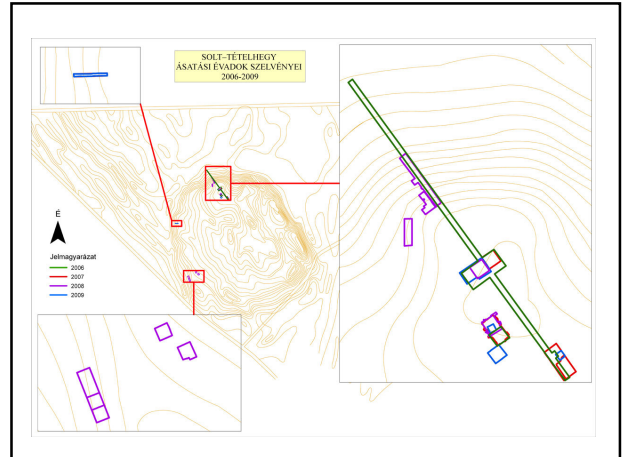 SOLT–TÉTELHEGY
ÁSATÁSI ÉVADOK SZELVÉNYEI
2006-2009
É
Jelmagyarázat
2006
2007
2008
2009